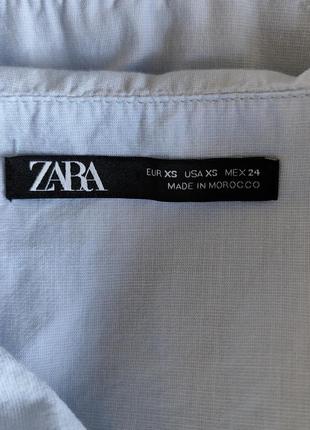 ZARA
EUR XS USA XS MEX 24
MADE IN MOROCCO